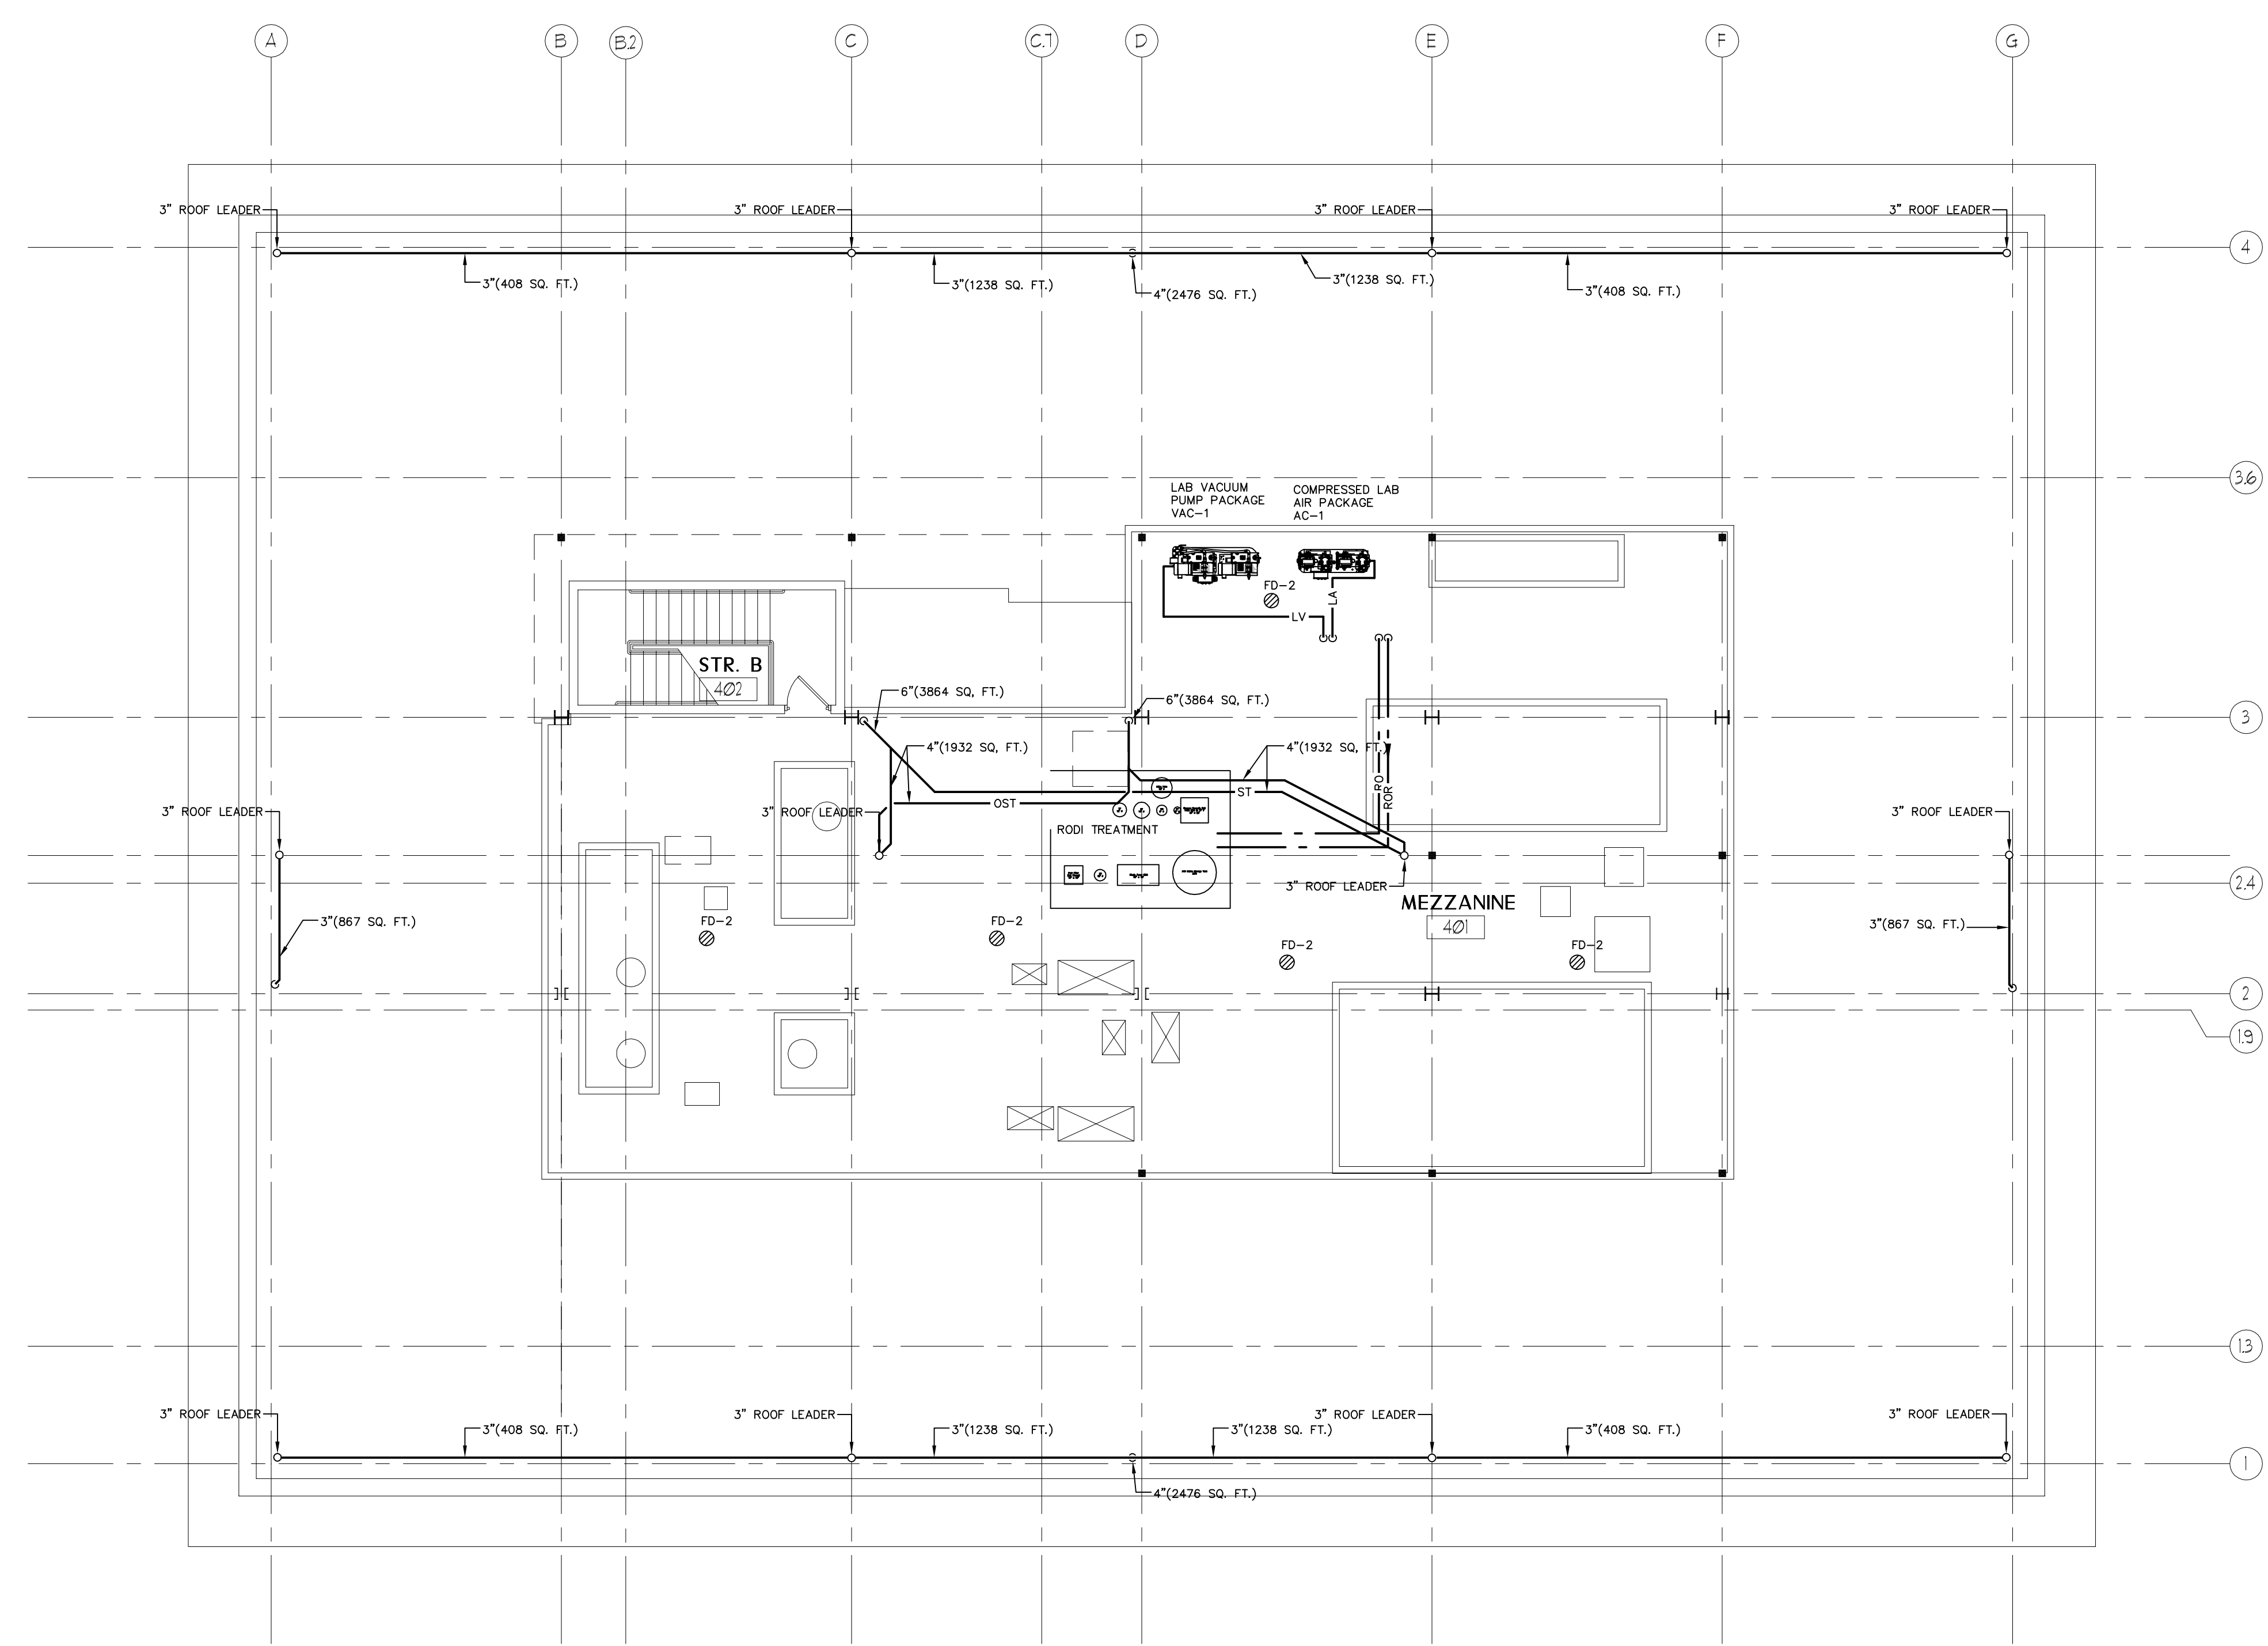 A
B
B.2
C
C.1
D
E
F
G
3" ROOF LEADER
3" ROOF LEADER
3" ROOF LEADER
3" ROOF LEADER
4
3"(408 SQ. FT.)
3"(1238 SQ. FT.)
4"(2476 SQ. FT.)
3"(1238 SQ. FT.)
3"(408 SQ. FT.)
3.6
LAB VACUUM
PUMP PACKAGE
VAC-1
COMPRESSED LAB
AIR PACKAGE
AC-1
FD-2
LA
LV
STR. B
402
6"(3864 SQ, FT.)
6"(3864 SQ, FT.)
3
4"(1932 SQ, FT.)
4"(1932 SQ, FT.)
RO
ROR
OST
ST
3" ROOF LEADER
3" ROOF LEADER
3" ROOF LEADER
RODI TREATMENT
3" ROOF LEADER
2.4
MEZZANINE
401
FD-2
FD-2
FD-2
FD-2
3"(867 SQ. FT.)
3"(867 SQ. FT.)
2
1.9
1.3
3" ROOF LEADER
3" ROOF LEADER
3" ROOF LEADER
3" ROOF LEADER
3"(408 SQ. FT.)
3"(1238 SQ. FT.)
3"(1238 SQ. FT.)
3"(408 SQ. FT.)
1
4"(2476 SQ. FT.)